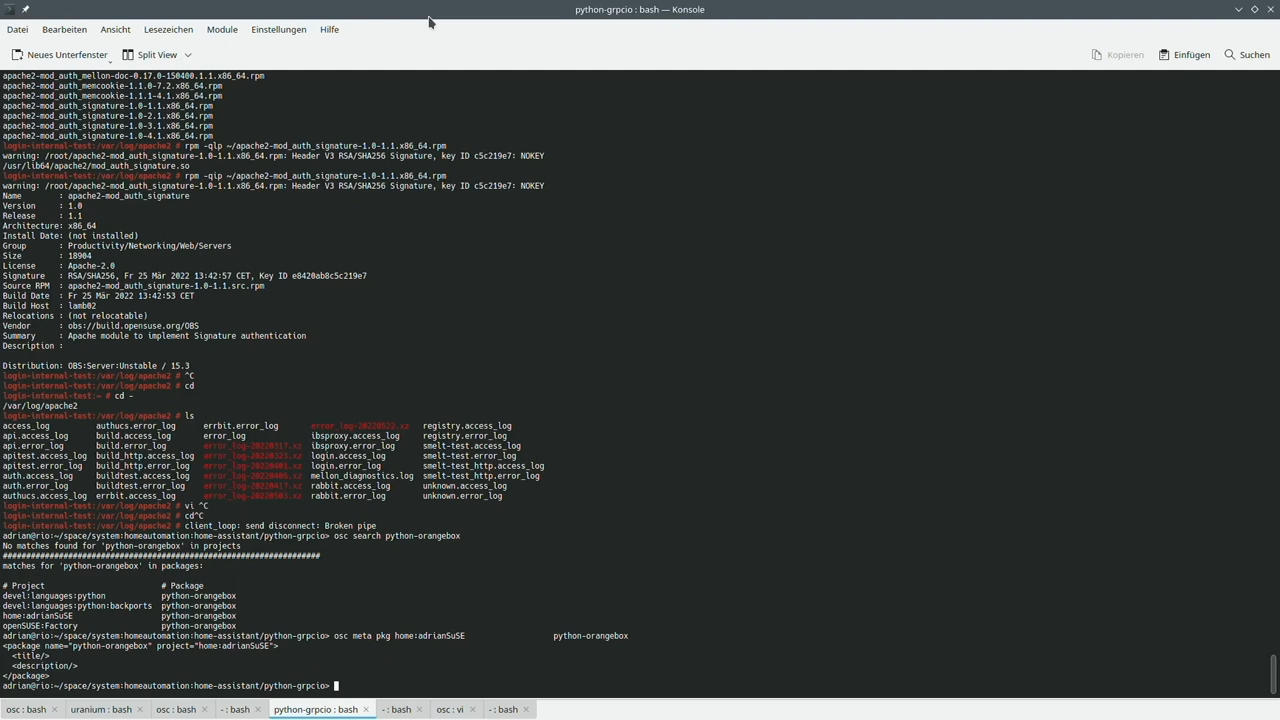 python-grpcio : bash — Konsole
Datei Bearbeiten Ansicht Lesezeichen Module Einstellungen Hilfe
Neues Unterfenster Split View Kopieren Einfügen Suchen
apache2-mod_auth_mellon-doc-0.17.0-150400.1.1.x86_64.rpm
apache2-mod_auth_memcookie-1.1.0-7.2.x86_64.rpm
apache2-mod_auth_memcookie-1.1.1-4.1.x86_64.rpm
apache2-mod_auth_signature-1.0-1.1.x86_64.rpm
apache2-mod_auth_signature-1.0-2.1.x86_64.rpm
apache2-mod_auth_signature-1.0-3.1.x86_64.rpm
apache2-mod_auth_signature-1.0-4.1.x86_64.rpm
login-internal-test:/var/log/apache2 # rpm -qlp ~/apache2-mod_auth_signature-1.0-1.1.x86_64.rpm
warning: /root/apache2-mod_auth_signature-1.0-1.1.x86_64.rpm: Header V3 RSA/SHA256 Signature, key ID c5c219e7: NOKEY
/usr/lib64/apache2/mod_auth_signature.so
login-internal-test:/var/log/apache2 # rpm -qip ~/apache2-mod_auth_signature-1.0-1.1.x86_64.rpm
warning: /root/apache2-mod_auth_signature-1.0-1.1.x86_64.rpm: Header V3 RSA/SHA256 Signature, key ID c5c219e7: NOKEY
Name : apache2-mod_auth_signature
Version : 1.0
Release : 1.1
Architecture: x86_64
Install Date: (not installed)
Group : Productivity/Networking/Web/Servers
Size : 18904
License : Apache-2.0
Signature : RSA/SHA256, Fr 25 Mär 2022 13:42:57 CET, Key ID e8420ab8c5c219e7
Source RPM : apache2-mod_auth_signature-1.0-1.1.src.rpm
Build Date : Fr 25 Mär 2022 13:42:53 CET
Build Host : lamb02
Relocations : (not relocatable)
Vendor : obs://build.opensuse.org/OBS
Summary : Apache module to implement Signature authentication
Description :
Distribution: OBS:Server:Unstable / 15.3
login-internal-test:/var/log/apache2 # ^C
login-internal-test:/var/log/apache2 # cd
login-internal-test:~ # cd -
/var/log/apache2
login-internal-test:/var/log/apache2 # ls
access_log authucs.error_log errbit.error_log error_log-20220522.xz registry.access_log
api.access_log build.access_log error_log ibsproxy.access_log registry.error_log
api.error_log build.error_log error_log-20220317.xz ibsproxy.error_log smelt-test.access_log
apitest.access_log build_http.access_log error_log-20220323.xz login.access_log smelt-test.error_log
apitest.error_log build_http.error_log error_log-20220401.xz login.error_log smelt-test_http.access_log
auth.access_log buildtest.access_log error_log-20220406.xz mellon_diagnostics.log smelt-test_http.error_log
auth.error_log buildtest.error_log error_log-20220417.xz rabbit.access_log unknown.access_log
authucs.access_log errbit.access_log error_log-20220503.xz rabbit.error_log unknown.error_log
login-internal-test:/var/log/apache2 # vi ^C
login-internal-test:/var/log/apache2 # cd^C
login-internal-test:/var/log/apache2 # client_loop: send disconnect: Broken pipe
adrian@rio:~/space/system:homeautomation:home-assistant/python-grpcio> osc search python-orangebox
No matches found for 'python-orangebox' in projects
####################################################################
matches for 'python-orangebox' in packages:
# Project # Package
devel:languages:python python-orangebox
devel:languages:python:backports python-orangebox
home:adrianSuSE python-orangebox
openSUSE:Factory python-orangebox
adrian@rio:~/space/system:homeautomation:home-assistant/python-grpcio> osc meta pkg home:adrianSuSE python-orangebox
<package name="python-orangebox" project="home:adrianSuSE">
<title/>
<description/>
</package>
adrian@rio:~/space/system:homeautomation:home-assistant/python-grpcio>
osc : bash uranium : bash osc : bash - : bash python-grpcio : bash - : bash osc : vi - : bash